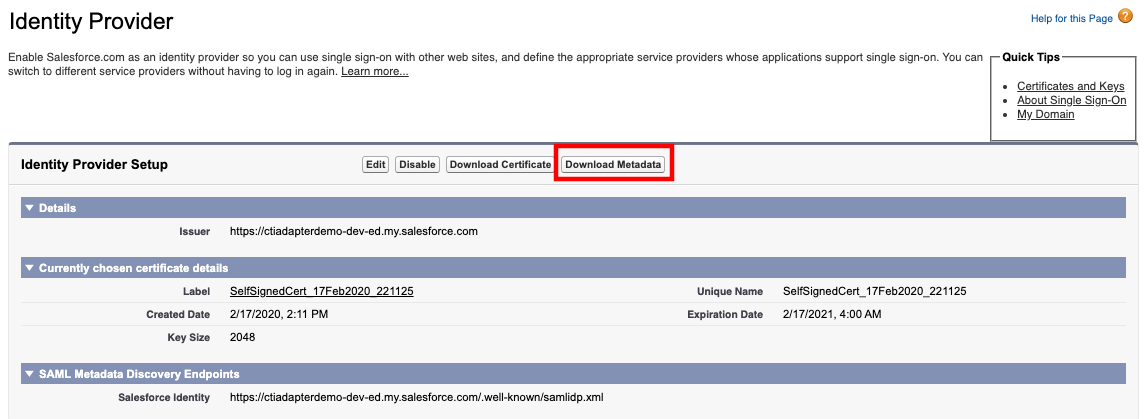 Identity Provider
Help for this Page ?
Enable Salesforce.com as an identity provider so you can use single sign-on with other web sites, and define the appropriate service providers whose applications support single sign-on. You can
switch to different service providers without having to log in again. Learn more...
Quick Tips
Certificates and Keys
About Single Sign-On
My Domain
Identity Provider Setup
Edit Disable Download Certificate Download Metadata
Details
Issuer https://ctiadapterdemo-dev-ed.my.salesforce.com
Currently chosen certificate details
Label SelfSignedCert_17Feb2020_221125 Unique Name SelfSignedCert_17Feb2020_221125
Created Date 2/17/2020, 2:11 PM Expiration Date 2/17/2021, 4:00 AM
Key Size 2048
SAML Metadata Discovery Endpoints
Salesforce Identity https://ctiadapterdemo-dev-ed.my.salesforce.com/.well-known/samlidp.xml